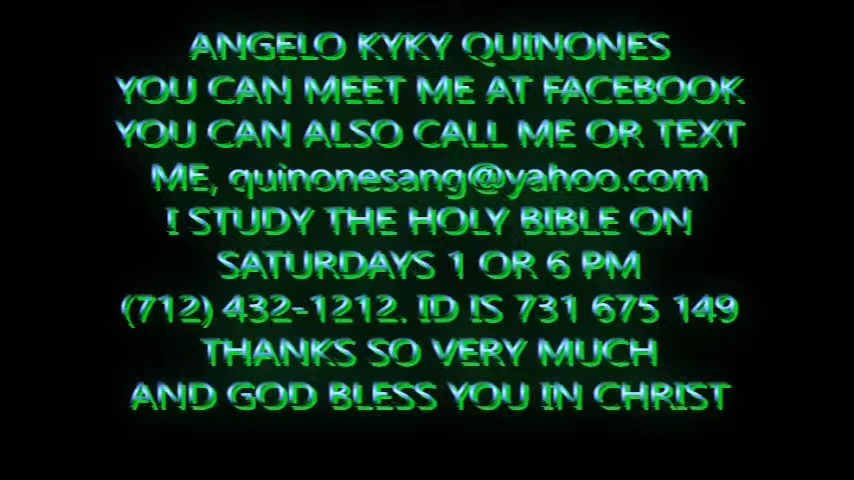 ANGELO KYKY QUINONES
YOU CAN MEET ME AT FACEBOOK
YOU CAN ALSO CALL ME OR TEXT
ME, quinonesang@yahoo.com
I STUDY THE HOLY BIBLE ON
SATURDAYS 1 OR 6 PM
(712) 432-1212. ID IS 731 675 149
THANKS SO VERY MUCH
AND GOD BLESS YOU IN CHRIST